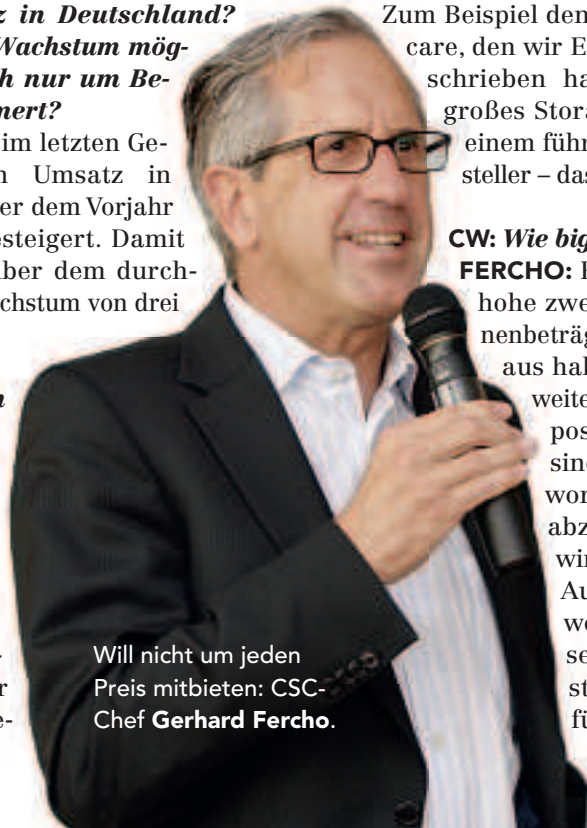 z in Deutschland?
Wachstum mög-
h nur um Be-
mert?
im letzten Ge-
n Umsatz in
er dem Vorjahr
esteigert. Damit
über dem durch-
chstum von drei
n
-
r
e-
Will nicht um jeden
Preis mitbieten: CSC-
Chef Gerhard Fercho.
Zum Beispiel den
care, den wir E
schrieben ha
großes Stora
einem führ
steller – das
CW: Wie big
FERCHO: H
hohe zwe
nenbeträg
aus hal
weite
pos
sind
wor
abz
wir
Au
we
se
st
fü